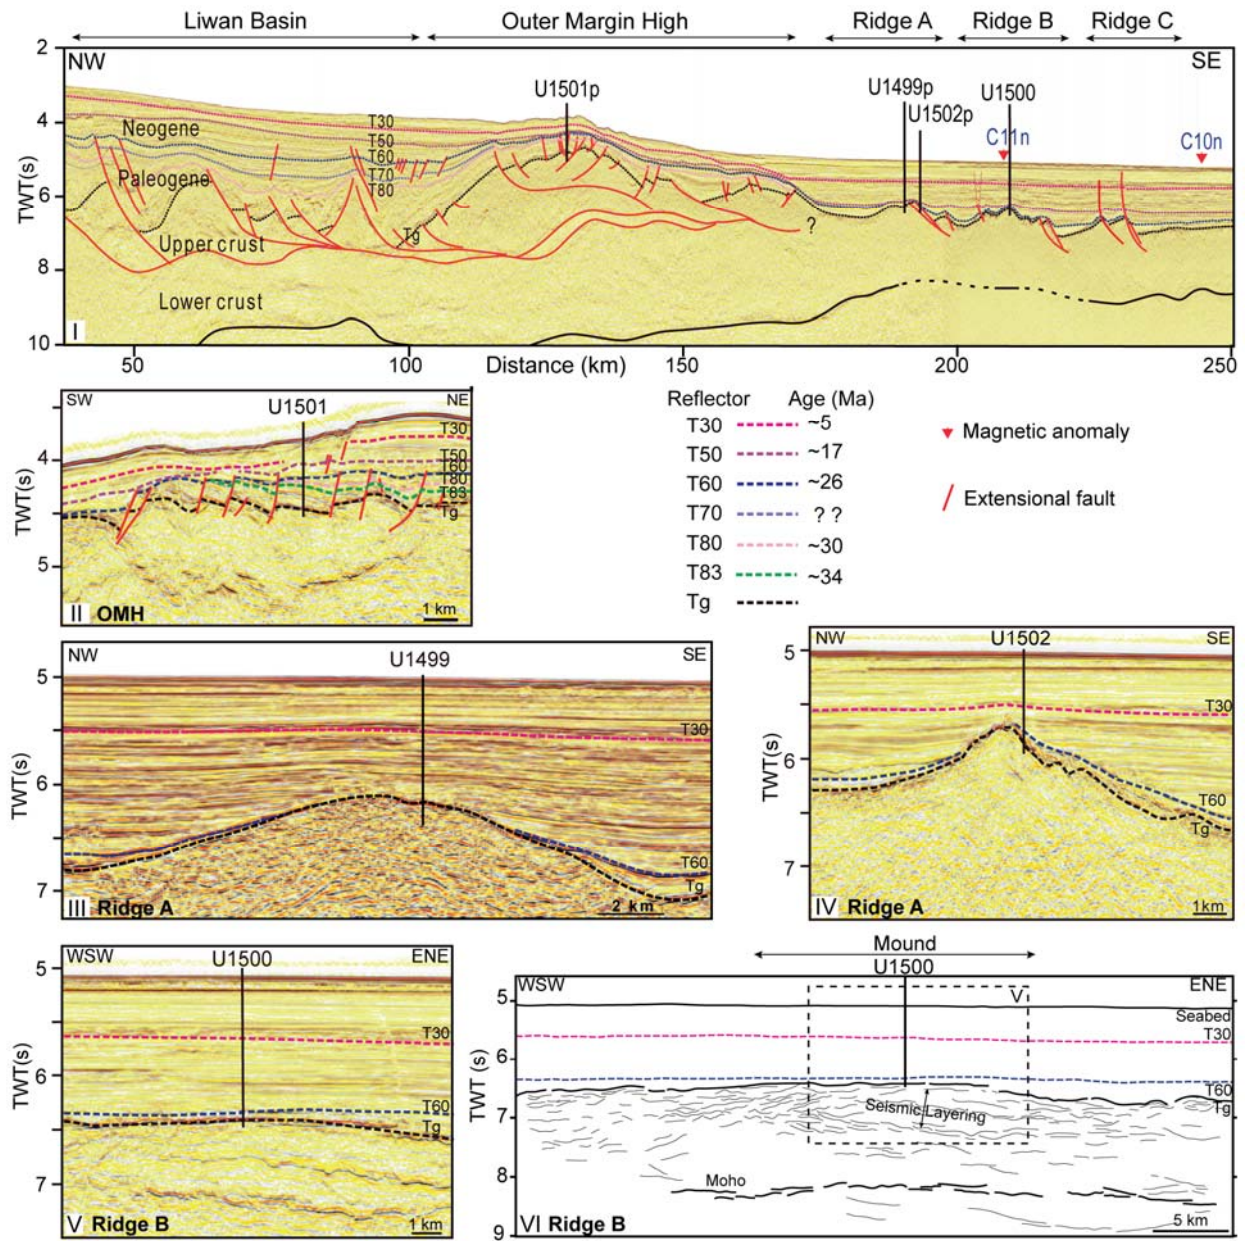 Liwan Basin Outer Margin High Ridge A Ridge B Ridge C
2 NW SE
U1501p U1499p U1500
U1502p
4 Neogene T30 C11n C10n
T50
T60
Paleogene T70
6 T80
TWT(s)
Tg ?
Upper crust
8
Lower crust
I
10
50 100 Distance (km) 150 200 250
SW U1501 NE
T30
4 T50
T60
T80
T83
Tg
TWT(s)
5
II OMH 1 km
Reflector Age (Ma)
T30 ~5
T50 ~17
T60 ~26
T70 ??
T80 ~30
T83 ~34
Tg
Magnetic anomaly
Extensional fault
NW U1499 SE
5
T30
TWT(s)
6
T60
7 Tg
III Ridge A 2 km
NW U1502 SE
5
T30
TWT(s)
6
T60
Tg
7
IV Ridge A 1km
WSW U1500 ENE
5
T30
TWT(s)
6
T60
Tg
7
V Ridge B 1 km
Mound
WSW U1500 ENE
5 V
Seabed
T30
TWT (s)
6
T60
Tg
Seismic Layering
7
8 Moho
9 VI Ridge B 5 km